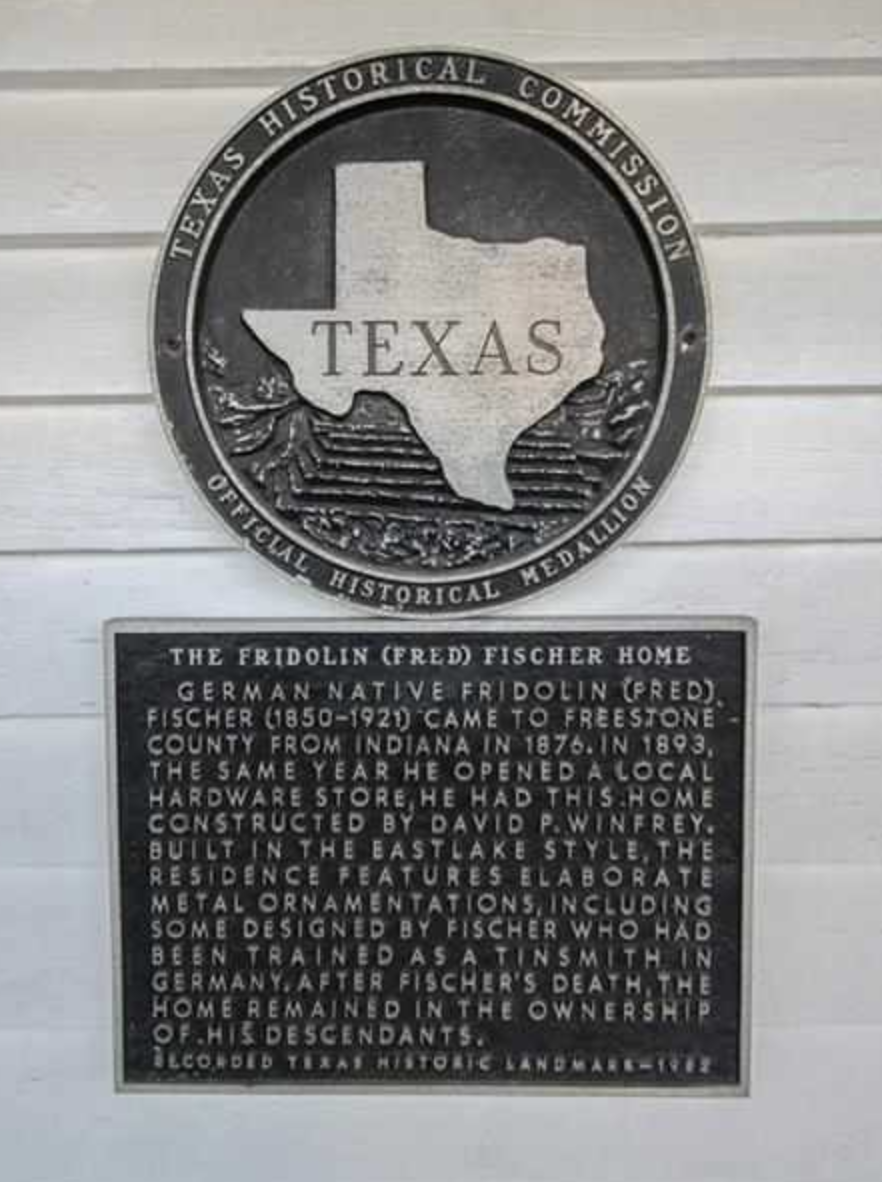 TEXAS HISTORICAL COMMISSION
TEXAS
OFFICIAL HISTORICAL MEDALLION
THE FRIDOLIN (FRED) FISCHER HOME
GERMAN NATIVE FRIDOLIN (FRED)
FISCHER (1850-1921) CAME TO FREESTONE
COUNTY FROM INDIANA IN 1876. IN 1893,
THE SAME YEAR HE OPENED A LOCAL
HARDWARE STORE, HE HAD THIS HOME
CONSTRUCTED BY DAVID P. WINFREY.
BUILT IN THE EASTLAKE STYLE, THE
RESIDENCE FEATURES ELABORATE
METAL ORNAMENTATIONS, INCLUDING
SOME DESIGNED BY FISCHER WHO HAD
BEEN TRAINED AS A TINSMITH IN
GERMANY. AFTER FISCHER'S DEATH, THE
HOME REMAINED IN THE OWNERSHIP
OF HIS DESCENDANTS.
RECORDED TEXAS HISTORIC LANDMARK-1982